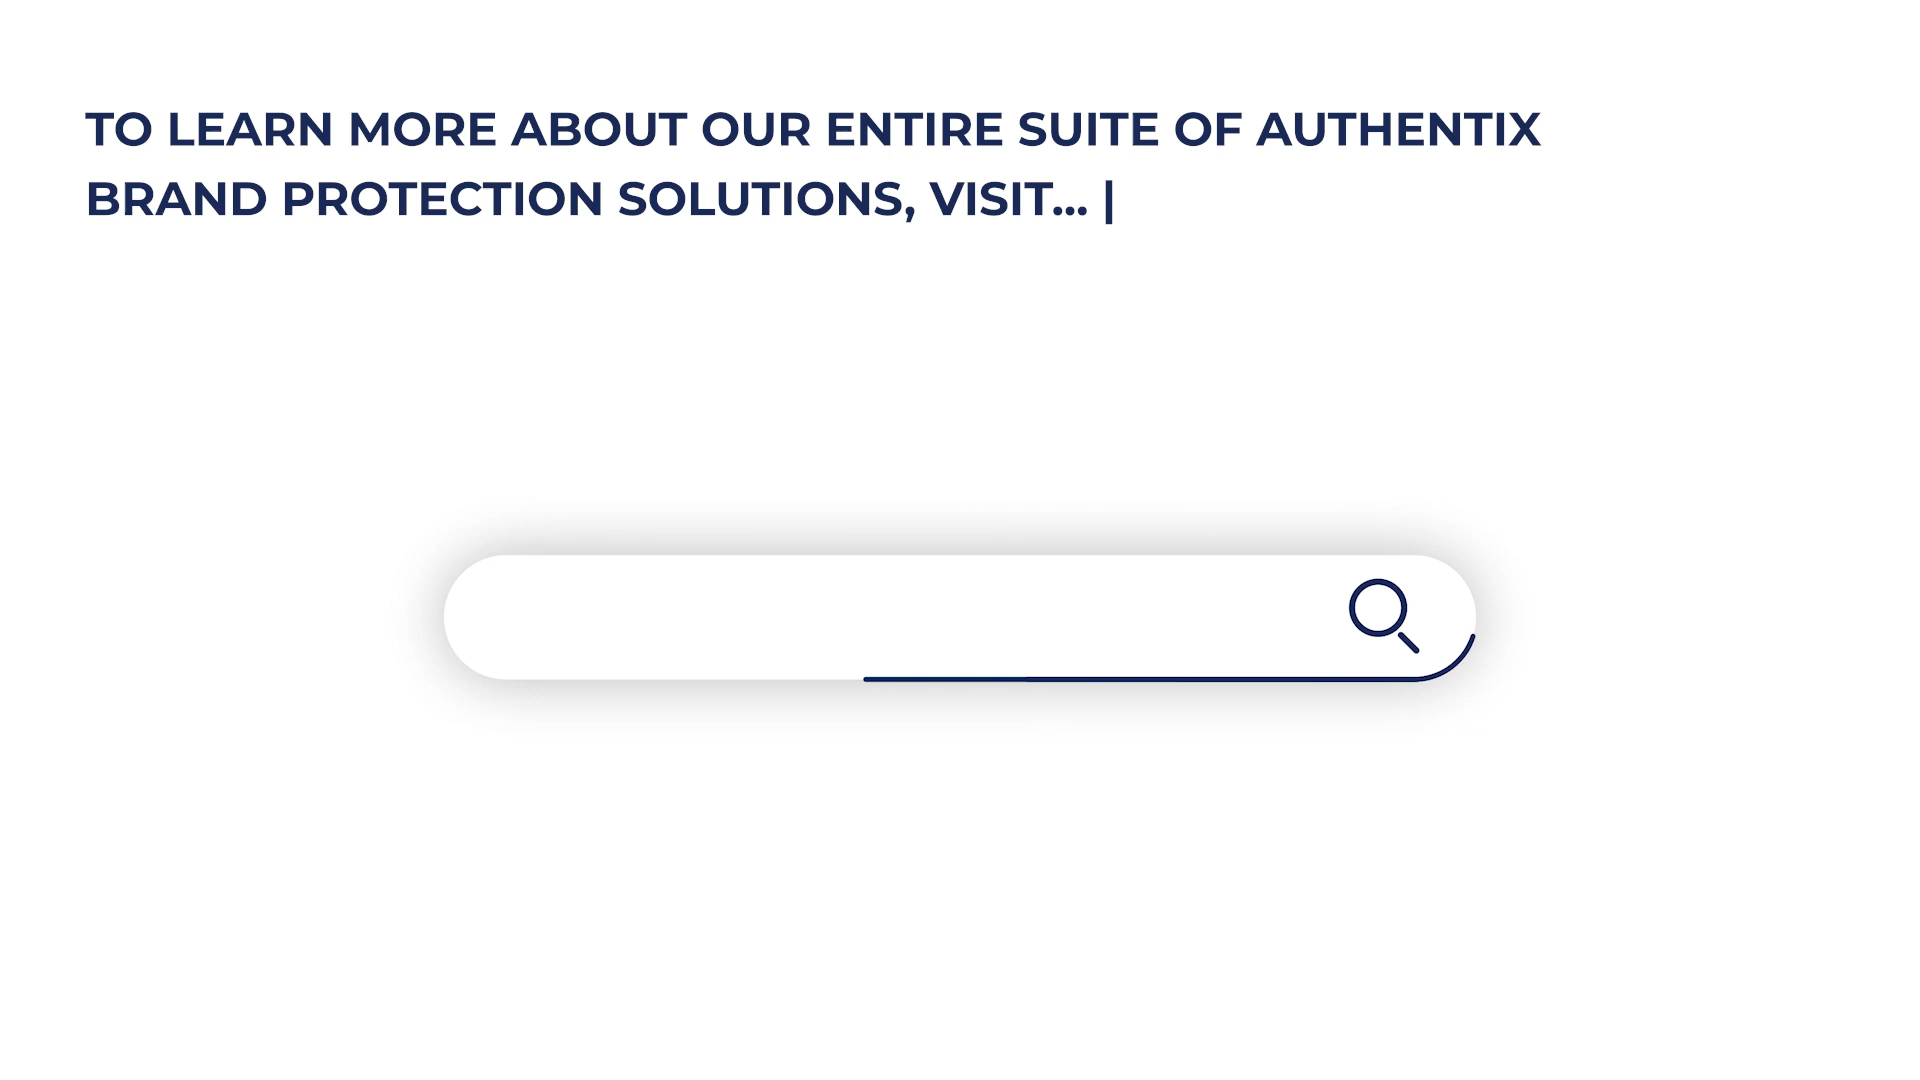 TO LEARN MORE ABOUT OUR ENTIRE SUITE OF AUTHENTIX
BRAND PROTECTION SOLUTIONS, VISIT... |